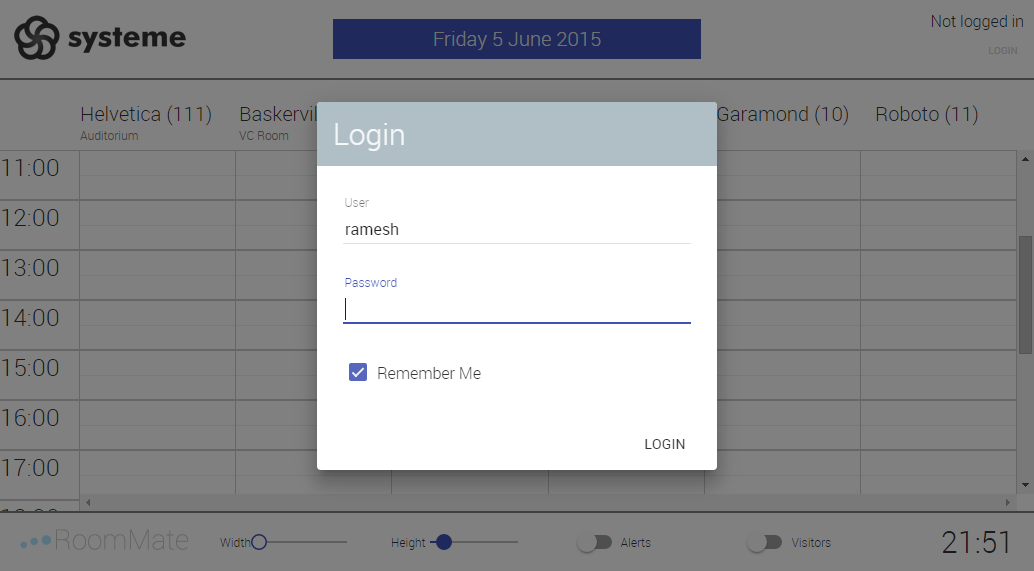 systeme
Friday 5 June 2015
Not logged in
LOGIN
Helvetica (111)
Auditorium
VC Room
Garamond (10)
Roboto (11)
11:00
12:00
13:00
14:00
15:00
16:00
17:00
Login
User
ramesh
Password
Remember Me
LOGIN
RoomMate
Width
Height
Alerts
Visitors
21:51